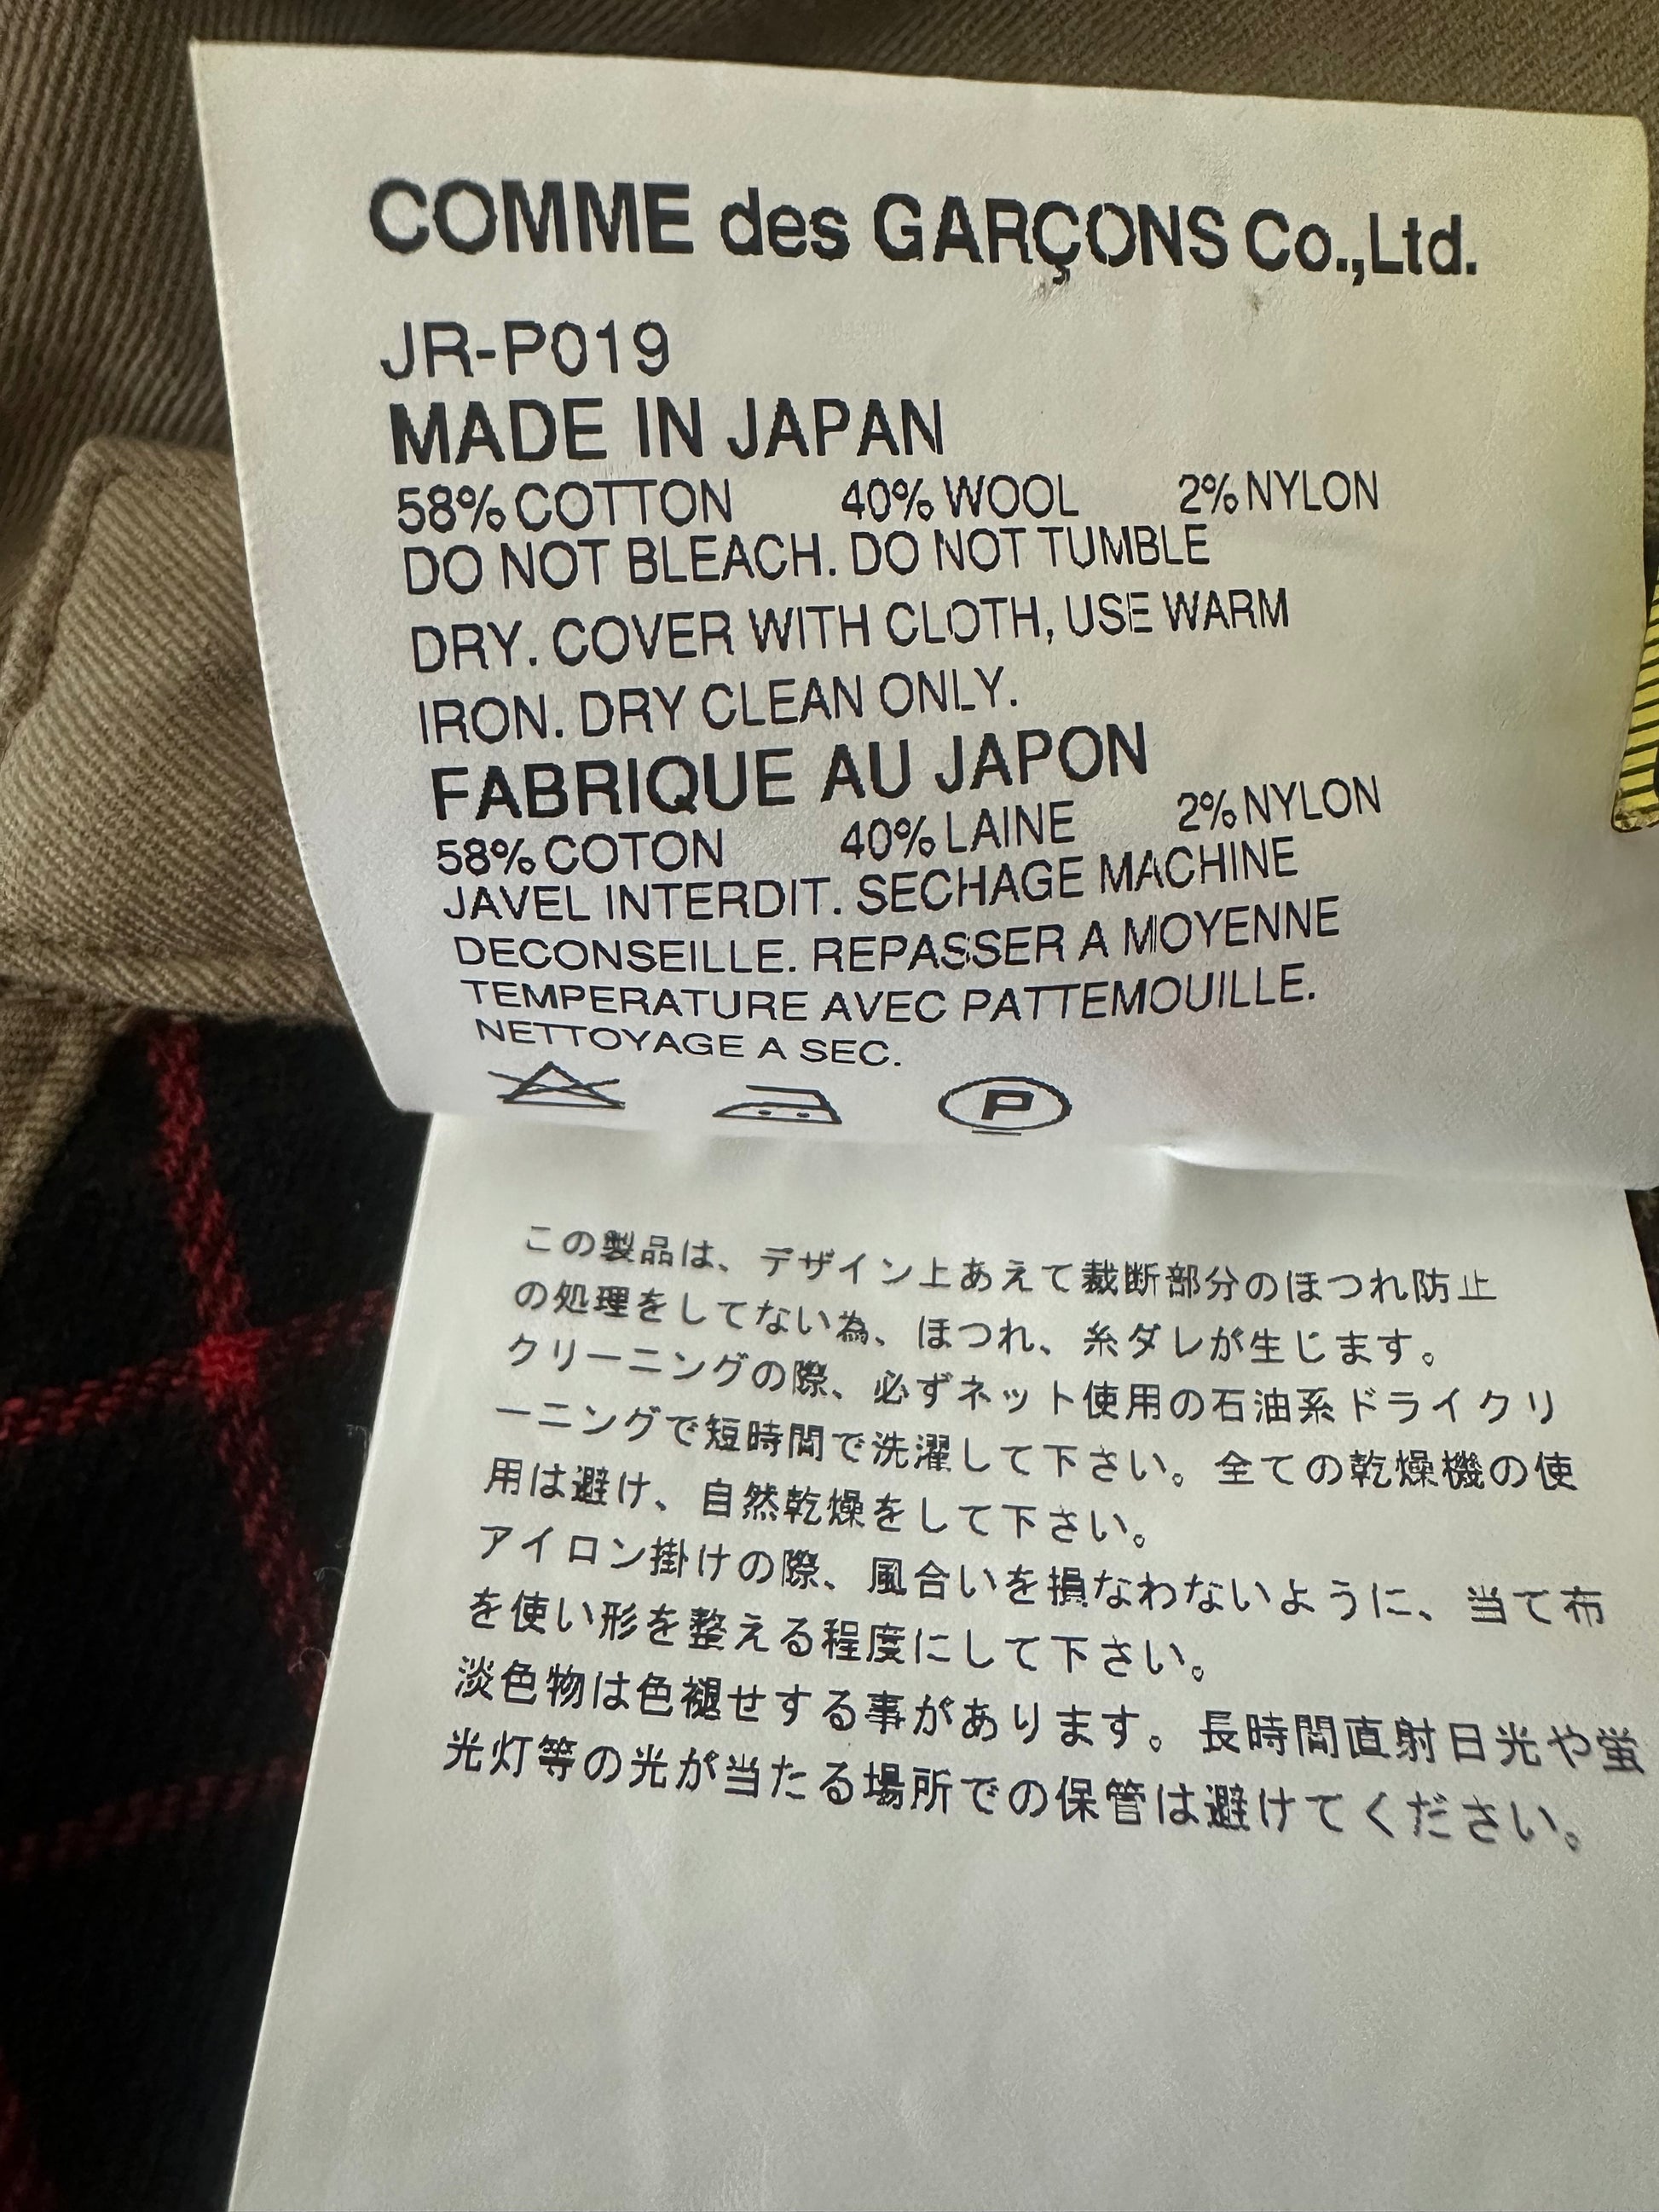 COMME des GARÇONS Co.,Ltd.
JR-P019
MADE IN JAPAN
58% COTTON 40% WOOL 2% NYLON
DO NOT BLEACH. DO NOT TUMBLE
DRY. COVER WITH CLOTH, USE WARM
IRON. DRY CLEAN ONLY.
FABRIQUE AU JAPON
58% COTON 40% LAINE 2% NYLON
JAVEL INTERDIT. SECHAGE MACHINE
DECONSEILLE. REPASSER A MOYENNE
TEMPERATURE AVEC PATTEMOUILLE.
NETTOYAGE A SEC.
P
この製品は、デザイン上あえて裁断部分のほつれ防止
の処理をしてない為、ほつれ、糸ダレが生じます。
クリーニングの際、必ずネット使用の石油系ドライクリ
ーニングで短時間で洗濯して下さい。全ての乾燥機の使
用は避け、自然乾燥をして下さい。
アイロン掛けの際、風合いを損なわないように、当て布
を使い形を整える程度にして下さい。
淡色物は色褪せする事があります。長時間直射日光や蛍
光灯等の光が当たる場所での保管は避けてください。